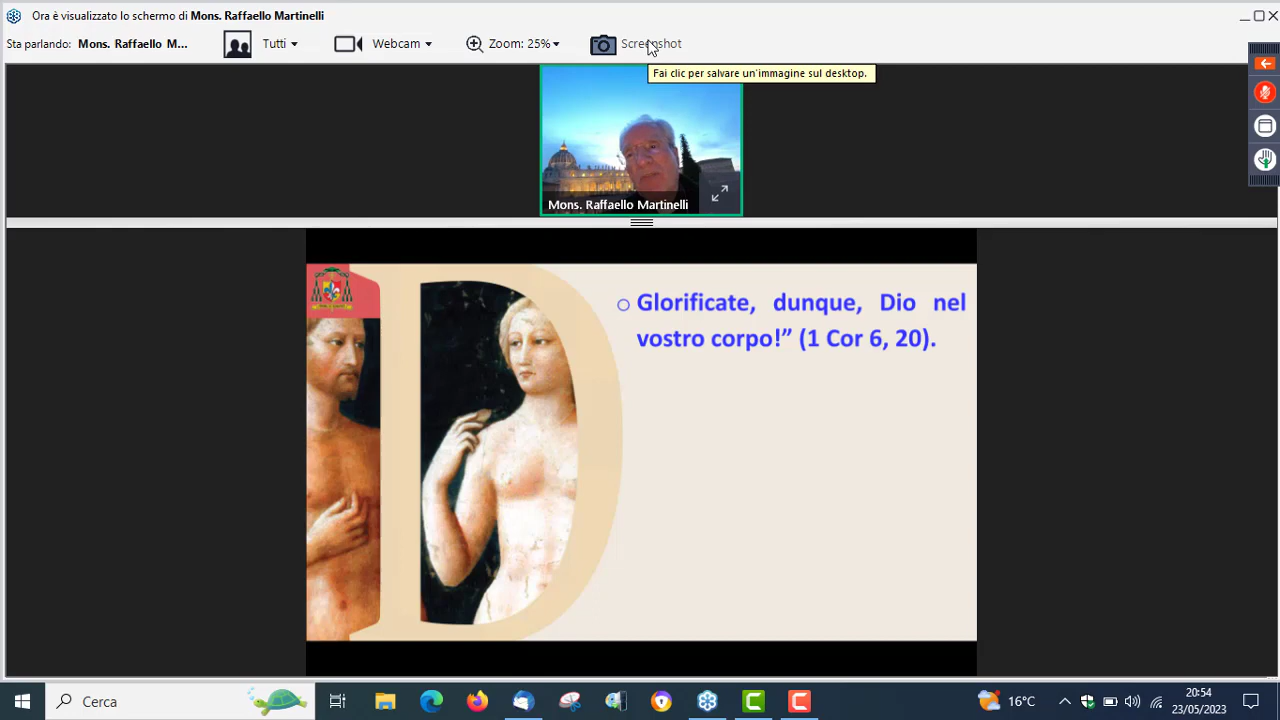 Ora è visualizzato lo schermo di Mons. Raffaello Martinelli
Sta parlando: Mons. Raffaello M...
Tutti
Webcam
Zoom: 25%
Screenshot
Fai clic per salvare un'immagine sul desktop.
Mons. Raffaello Martinelli
Glorificate, dunque, Dio nel
vostro corpo!” (1 Cor 6, 20).
Cerca
16°C
20:54
23/05/2023